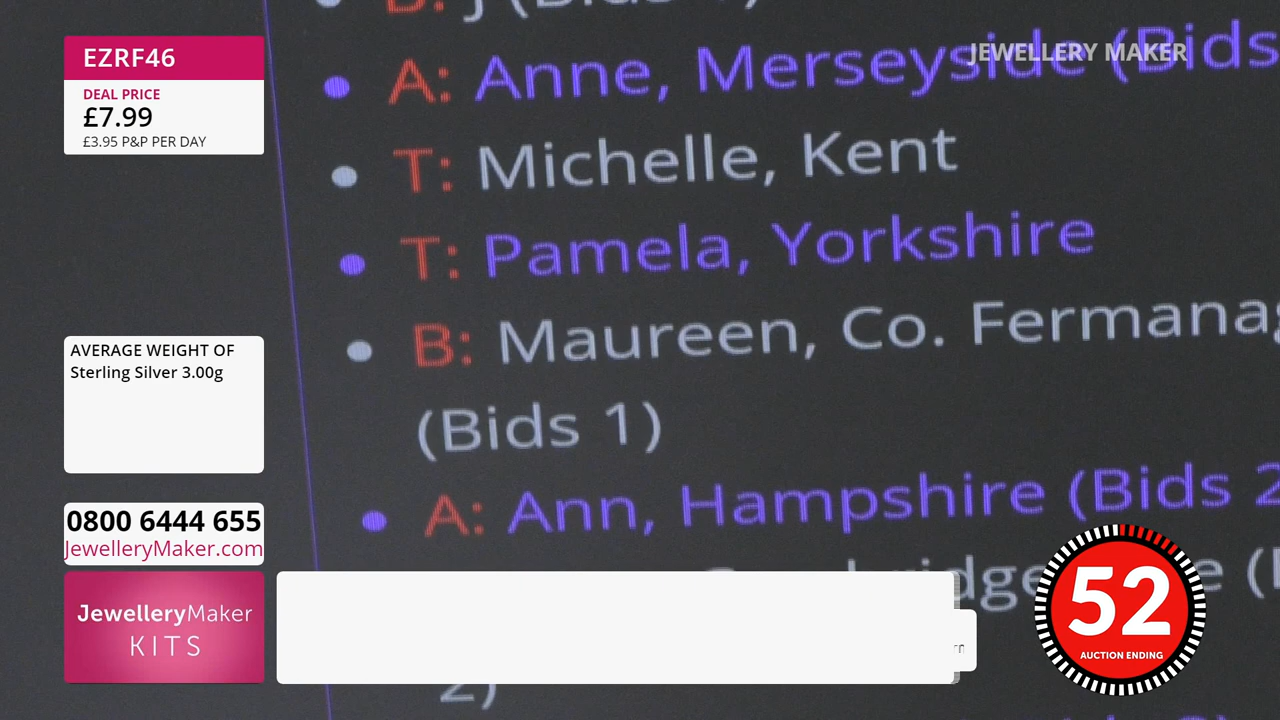 EZRF46
DEAL PRICE
£7.99
£3.95 P&P PER DAY
JEWELLERY MAKER
A: Anne, Merseyside (Bids
T: Michelle, Kent
T: Pamela, Yorkshire
B: Maureen, Co.
(Bids 1)
A: Ann, Hampshire (Bids 2
2)
AVERAGE WEIGHT OF
Sterling Silver 3.00g
0800 6444 655
JewelleryMaker.com
JewelleryMaker
KITS
52
AUCTION ENDING